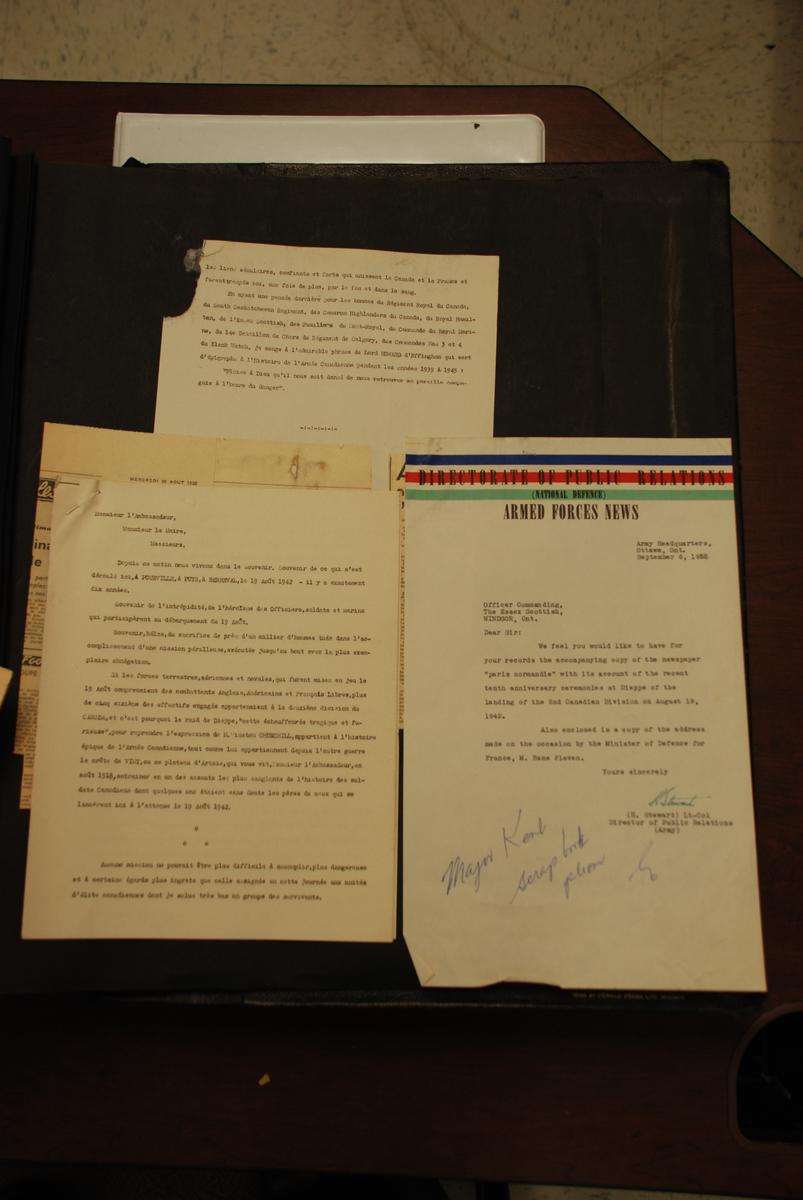 les liens séculaires, confiants et forts qui unissent le Canada et la France et
furent trempés ici, une fois de plus, par le feu et dans le sang.
En ayant une pensée dernière pour les hommes du Régiment Royal du Canada,
du South Saskatchewan Regiment, des Camerons Highlanders du Canada, du Royal Hamil-
ton, de l'Essex Scottish, des Fusiliers du Mont-Royal, du Commando du Royal Mari-
ne, du 14e Bataillon de Chars de Régiment de Calgary, des Commandos Nos 3 et 4
du Black Watch, je songe à l'admirable phrase de Lord HOWARD d'Effingham qui sert
d'épigraphe à l'Histoire de l'Armée Canadienne pendant les années 1939 à 1945 :
"Plaise à Dieu qu'il nous soit donné de nous retrouver en pareille compa-
gnie à l'heure du danger".
-:-:-:-:-:-
MERCREDI 20 AOUT 1952
Monsieur l'Ambassadeur,
Monsieur le Maire,
Messieurs,
Depuis ce matin nous vivons dans le souvenir. Souvenir de ce qui s'est
déroulé ici, à POURVILLE, à PUYS, à BERNEVAL, le 19 Août 1942 - il y a exactement
dix années.
Souvenir de l'intrépidité, de l'héroïsme des Officiers, soldats et marins
qui participèrent au débarquement du 19 Août.
Souvenir, hélas, du sacrifice de près d'un millier d'hommes tués dans l'ac-
complissement d'une mission périlleuse, exécutée jusqu'au bout avec la plus exem-
plaire abnégation.
Si les forces terrestres, aériennes et navales, qui furent mises en jeu le
19 Août comprenaient des combattants Anglais, Américains et Français Libres, plus
de cinq sixième des effectifs engagés appartenaient à la deuxième division du
CANADA, et c'est pourquoi le raid de Dieppe, "cette échauffourée tragique et fu-
rieuse", pour reprendre l'expression de M. Winston CHURCHILL, appartient à l'histoire
épique de l'Armée Canadienne, tout comme lui appartiennent depuis l'autre guerre
la crête de VIMY, ou ce plateau d'Artois, qui vous vit, Monsieur l'Ambassadeur, en
août 1918, entraîner en un des assauts les plus sanglants de l'histoire des sol-
dats Canadiens dont quelques uns étaient sans doute les pères de ceux qui se
lancèrent ici à l'attaque le 19 Août 1942.
Aucune mission ne pouvait être plus difficile à accomplir, plus dangereuse
et à certains égards plus ingrate que celle assignée en cette journée aux unités
d'élite canadiennes dont je salue très bas un groupe des survivants.
DIRECTORATE OF PUBLIC RELATIONS
(NATIONAL DEFENCE)
ARMED FORCES NEWS
Army Headquarters,
Ottawa, Ont.
September 6, 1952
Officer Commanding,
The Essex Scottish,
WINDSOR, Ont.
Dear Sir:
We feel you would like to have for
your records the accompanying copy of the newspaper
"paris normandie" with its account of the recent
tenth anniversary ceremonies at Dieppe of the
landing of the 2nd Canadian Division on August 19,
1942.
Also enclosed is a copy of the address
made on the occasion by the Minister of Defence for
France, M. Rene Pleven.
Yours sincerely
(H. Stewart) Lt-Col
Director of Public Relations
(Army)
Major Kent
scrap book
please